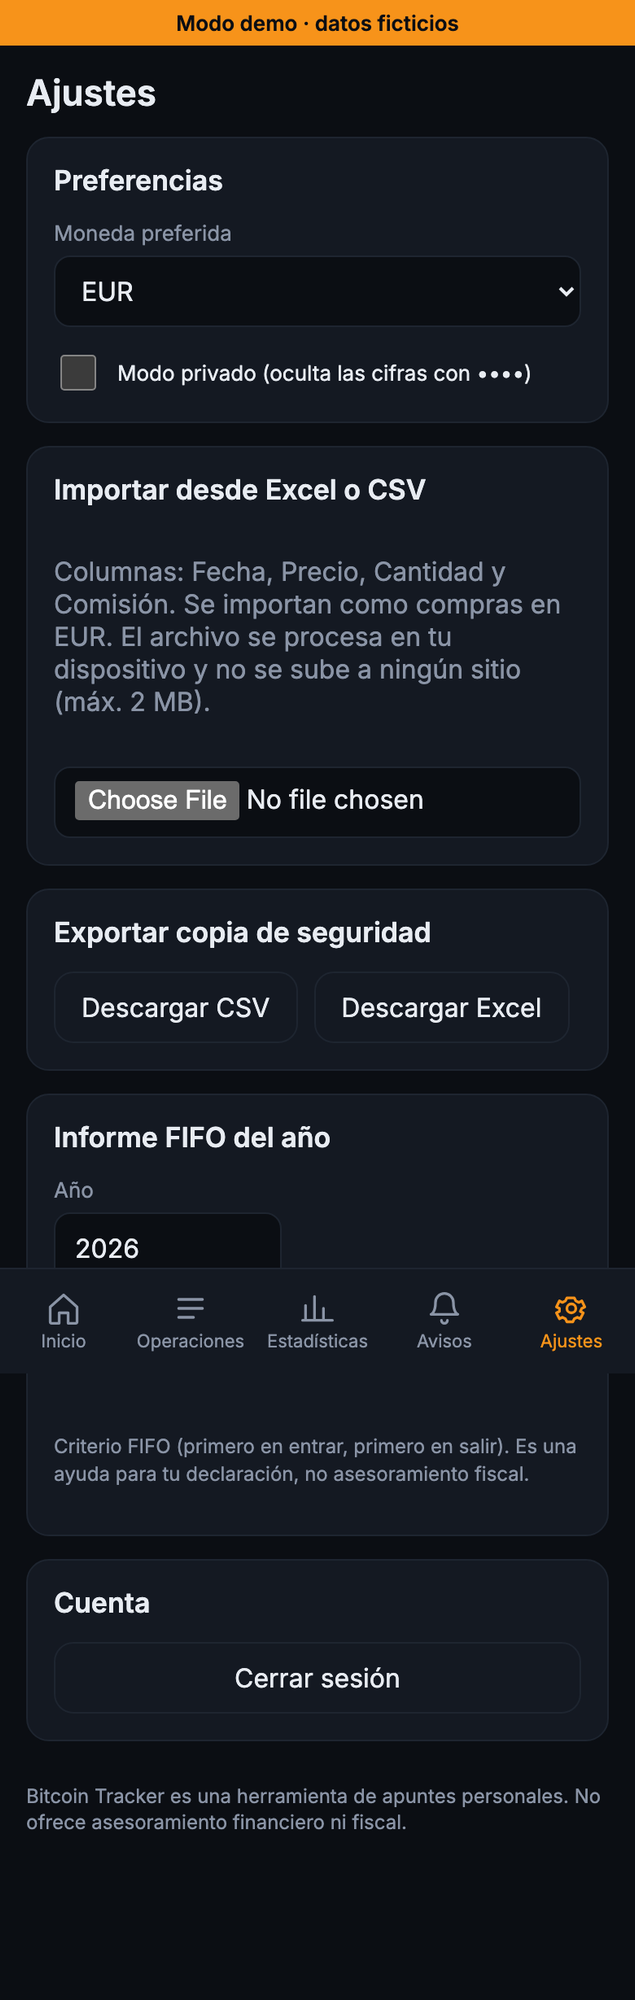 Modo demo · datos ficticios
Ajustes
Preferencias
Moneda preferida
EUR
Modo privado (oculta las cifras con ••••)
Importar desde Excel o CSV
Columnas: Fecha, Precio, Cantidad y
Comisión. Se importan como compras en
EUR. El archivo se procesa en tu
dispositivo y no se sube a ningún sitio
(máx. 2 MB).
Choose File No file chosen
Exportar copia de seguridad
Descargar CSV Descargar Excel
Informe FIFO del año
Año
2026
Inicio Operaciones Estadísticas Avisos Ajustes
Criterio FIFO (primero en entrar, primero en salir). Es una
ayuda para tu declaración, no asesoramiento fiscal.
Cuenta
Cerrar sesión
Bitcoin Tracker es una herramienta de apuntes personales. No
ofrece asesoramiento financiero ni fiscal.